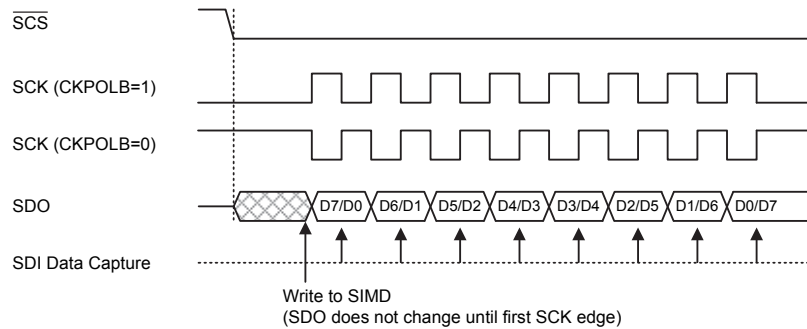 SCS
SCK (CKPOLB=1)
SCK (CKPOLB=0)
SDO
D7/D0 D6/D1 D5/D2 D4/D3 D3/D4 D2/D5 D1/D6 D0/D7
SDI Data Capture
Write to SIMD
(SDO does not change until first SCK edge)